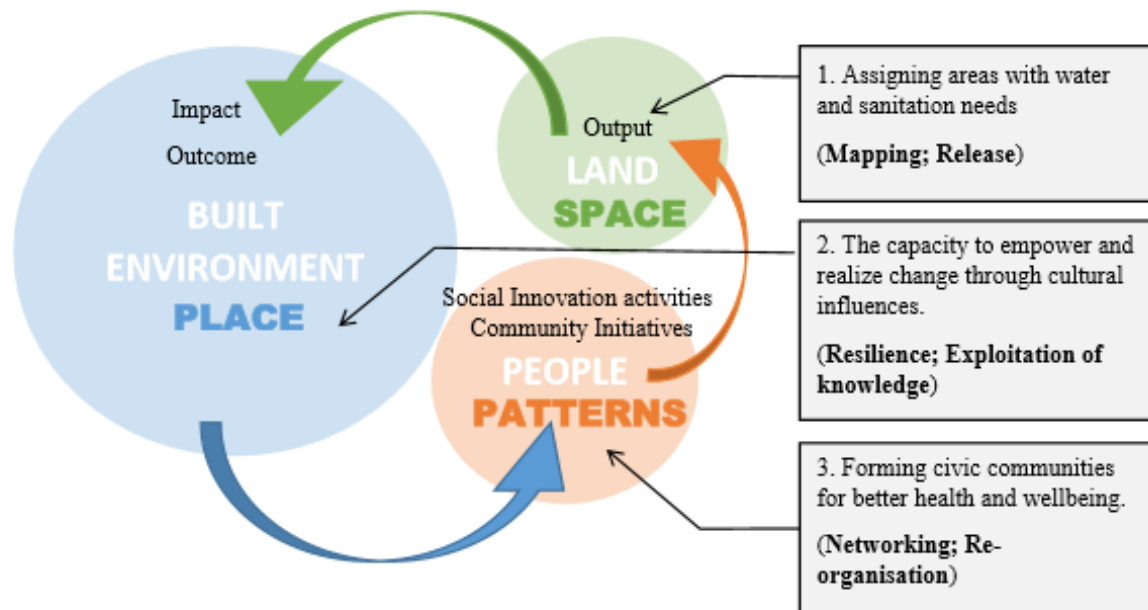 Impact
Outcome
BUILT
ENVIRONMENT
PLACE
Output
LAND
SPACE
Social Innovation activities
Community Initiatives
PEOPLE
PATTERNS
1. Assigning areas with water
and sanitation needs
(Mapping; Release)
2. The capacity to empower and
realize change through cultural
influences.
(Resilience; Exploitation of
knowledge)
3. Forming civic communities
for better health and wellbeing.
(Networking; Re-
organisation)